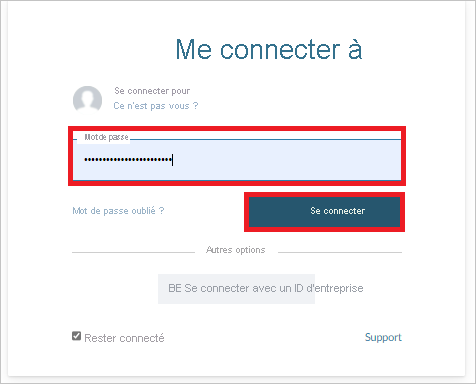 Me connecter à
Se connecter pour
Ce n'est pas vous ?
Mot de passe
••••••••••••••••••••••••
Mot de passe oublié ?
Se connecter
Autres options
BE Se connecter avec un ID d'entreprise
Rester connecté
Support